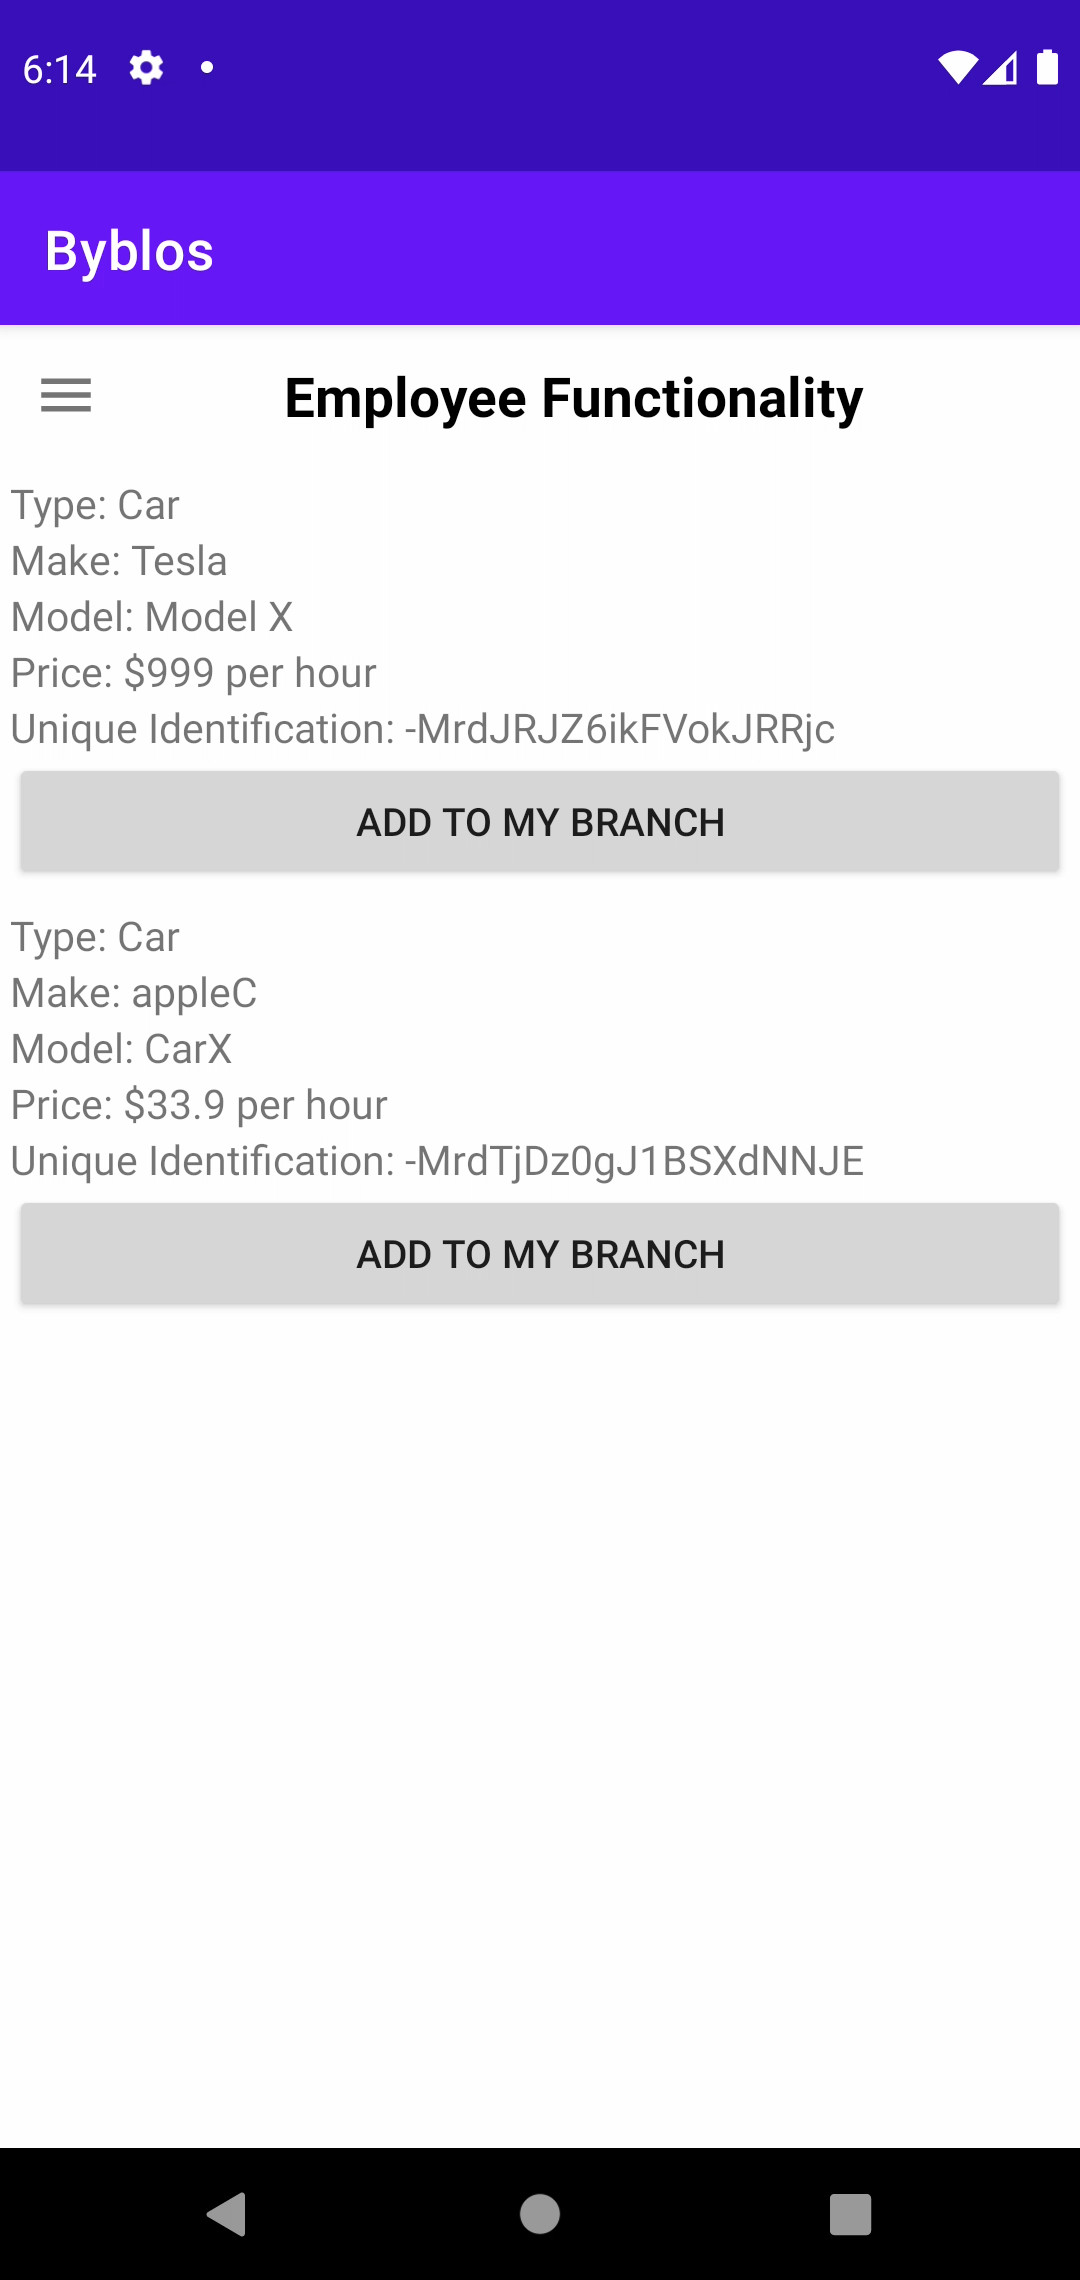 6:14
Byblos
Employee Functionality
Type: Car
Make: Tesla
Model: Model X
Price: $999 per hour
Unique Identification: -MrdJRJZ6ikFVokJRRjc
ADD TO MY BRANCH
Type: Car
Make: appleC
Model: CarX
Price: $33.9 per hour
Unique Identification: -MrdTjDz0gJ1BSXdNNJE
ADD TO MY BRANCH